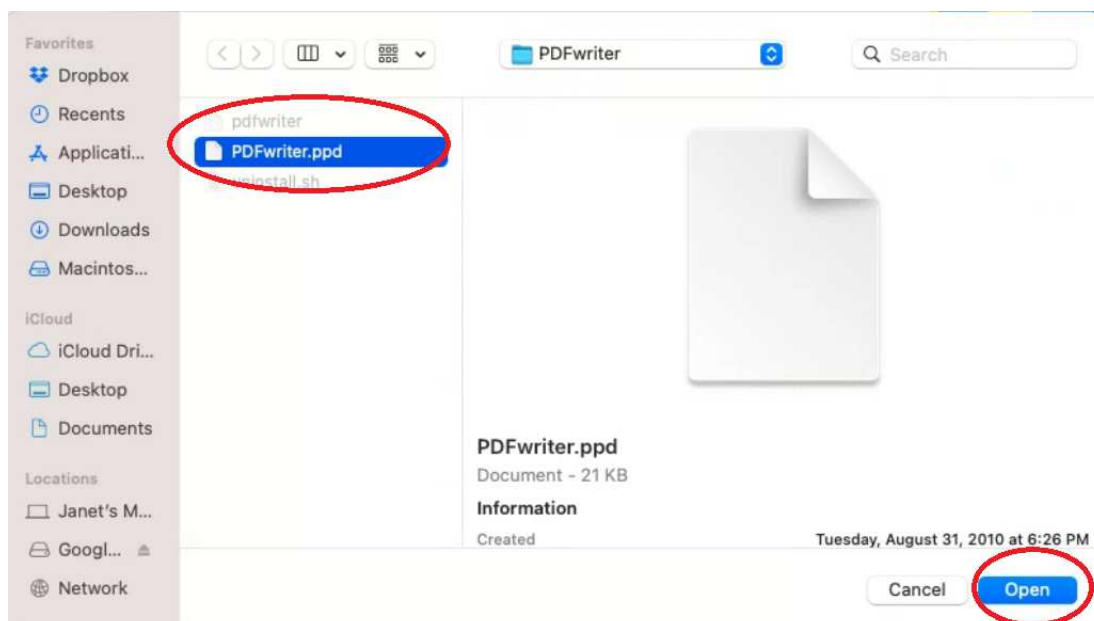 Favorites
Dropbox
Recents
Applicati...
Desktop
Downloads
Macintos...
iCloud
iCloud Dri...
Desktop
Documents
Locations
Janet's M...
Googl...
Network
PDFwriter
Search
pdfwriter
PDFwriter.ppd
uninstall.sh
PDFwriter.ppd
Document - 21 KB
Information
Created Tuesday, August 31, 2010 at 6:26 PM
Cancel Open